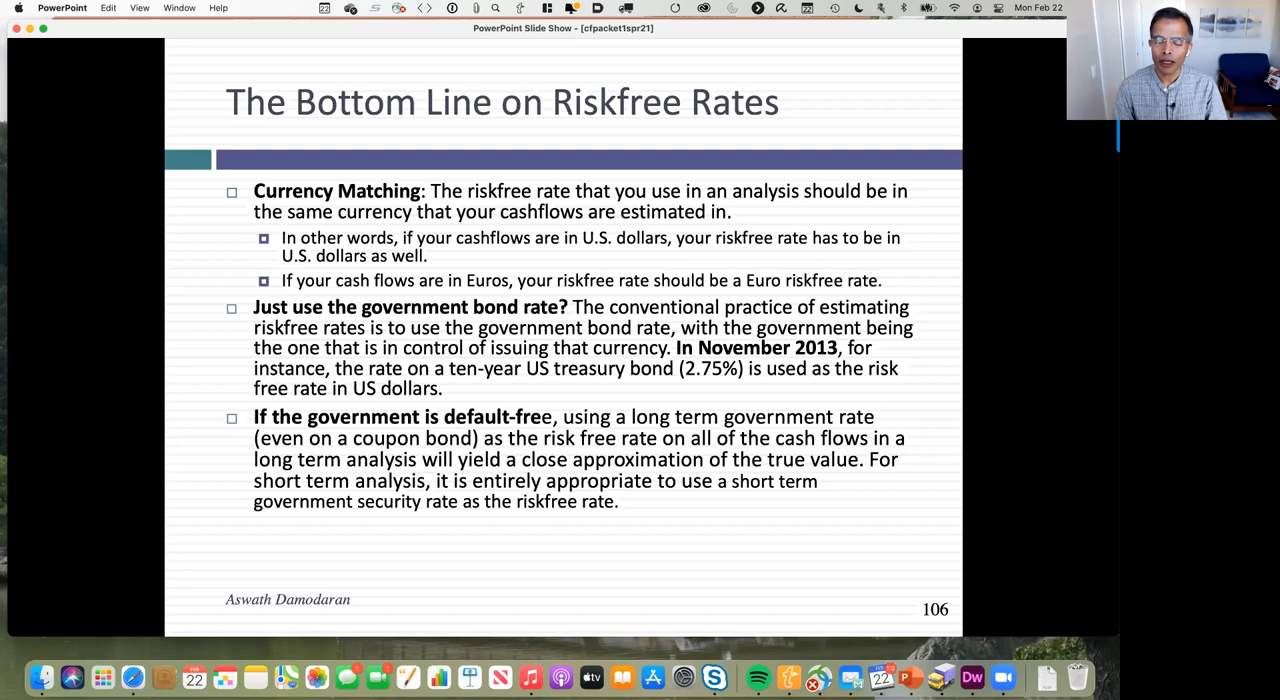 PowerPoint Edit View Window Help
22
22
Mon Feb 22
PowerPoint Slide Show - [cfpacket1spr21]
The Bottom Line on Riskfree Rates
Currency Matching: The riskfree rate that you use in an analysis should be in
the same currency that your cashflows are estimated in.
In other words, if your cashflows are in U.S. dollars, your riskfree rate has to be in
U.S. dollars as well.
If your cash flows are in Euros, your riskfree rate should be a Euro riskfree rate.
Just use the government bond rate? The conventional practice of estimating
riskfree rates is to use the government bond rate, with the government being
the one that is in control of issuing that currency. In November 2013, for
instance, the rate on a ten-year US treasury bond (2.75%) is used as the risk
free rate in US dollars.
If the government is default-free, using a long term government rate
(even on a coupon bond) as the risk free rate on all of the cash flows in a
long term analysis will yield a close approximation of the true value. For
short term analysis, it is entirely appropriate to use a short term
government security rate as the riskfree rate.
Aswath Damodaran
106
FEB
22
tv
112
22
Dw